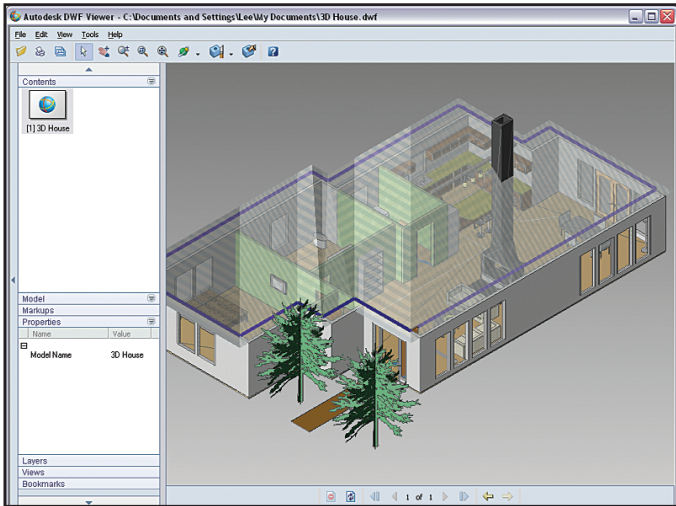 Autodesk DWF Viewer - C:\Documents and Settings\Lee\My Documents\3D House.dwf
File Edit View Tools Help
Contents
[1] 3D House
Model
Markups
Properties
Name Value
Model Name 3D House
Layers
Views
Bookmarks
1 of 1